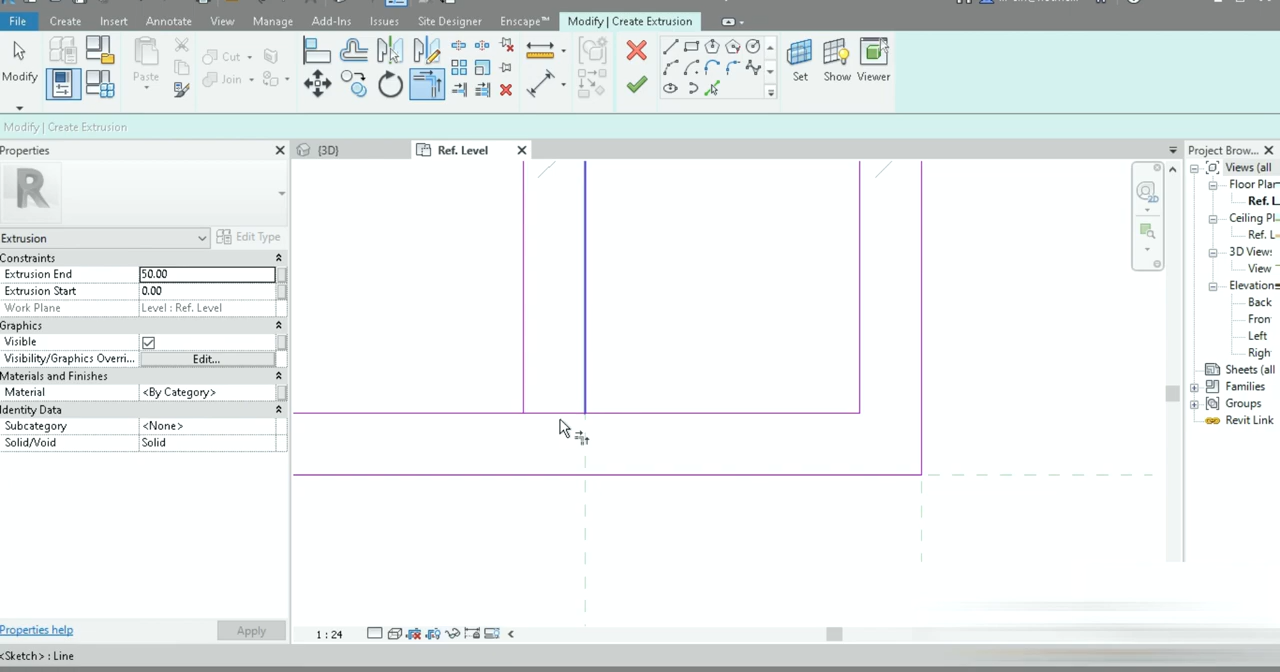 File Create Insert Annotate View Manage Add-Ins Issues Site Designer Enscape™ Modify | Create Extrusion
Modify Paste Cut Join Set Show Viewer
Modify | Create Extrusion
Properties
{3D} Ref. Level
Project Brow...
R
Extrusion Edit Type
Constraints
Extrusion End 50.00
Extrusion Start 0.00
Work Plane Level : Ref. Level
Graphics
Visible
Visibility/Graphics Overri... Edit...
Materials and Finishes
Material <By Category>
Identity Data
Subcategory <None>
Solid/Void Solid
2D
Views (all
Floor Plan
Ref. L
Ceiling Pl
Ref. L
3D Views
View
Elevations
Back
Front
Left
Righ
Sheets (all
Families
Groups
Revit Link
Properties help Apply
1 : 24
<Sketch> : Line